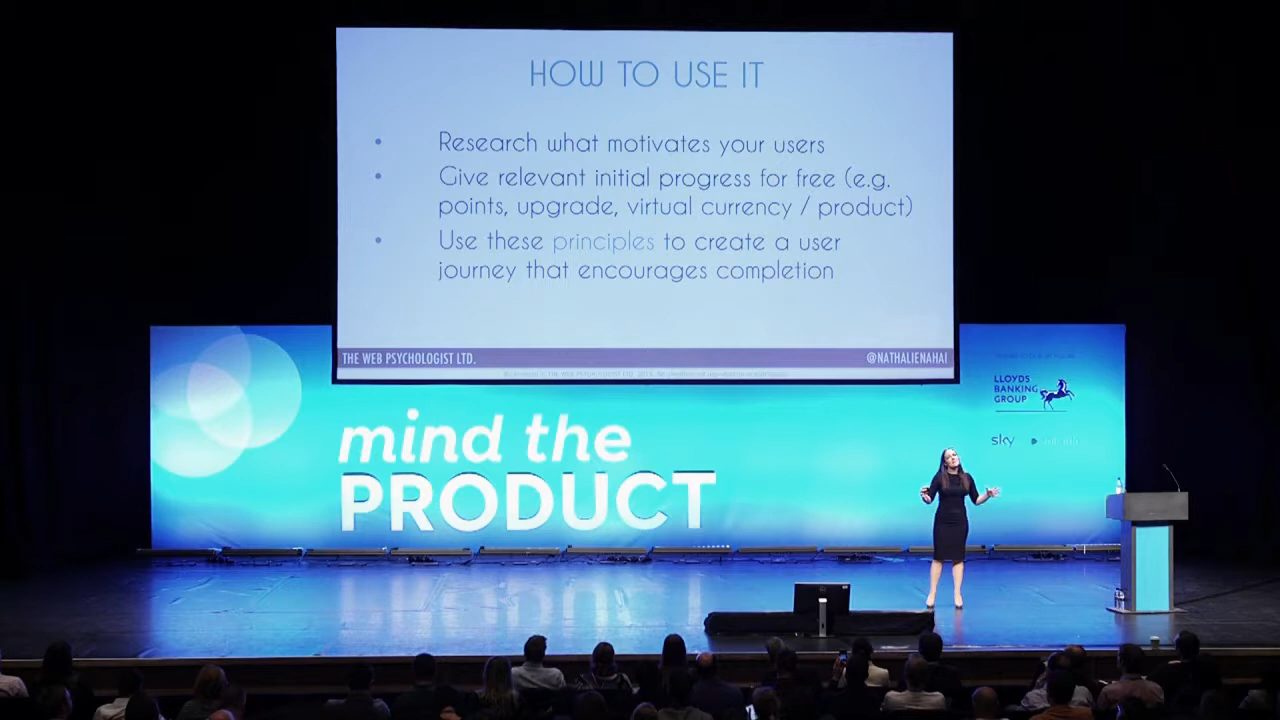 HOW TO USE IT
• Research what motivates your users
• Give relevant initial progress for free (e.g.
points, upgrade, virtual currency / product)
• Use these principles to create a user
journey that encourages completion
THE WEB PSYCHOLOGIST LTD.
@NATHALIENAHAI
LLOYDS
BANKING
GROUP
mind the
PRODUCT
sky